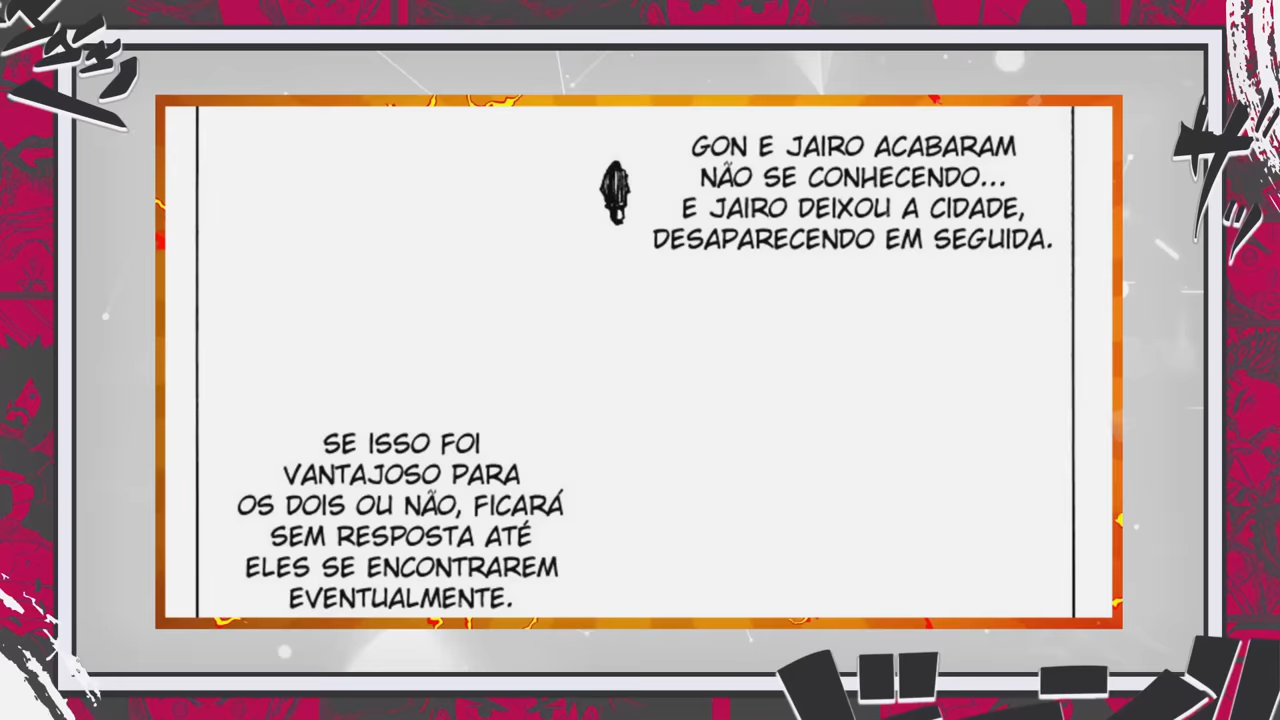 GON E JAIRO ACABARAM
NÃO SE CONHECENDO...
E JAIRO DEIXOU A CIDADE,
DESAPARECENDO EM SEGUIDA.
SE ISSO FOI
VANTAJOSO PARA
OS DOIS OU NÃO, FICARÁ
SEM RESPOSTA ATÉ
ELES SE ENCONTRAREM
EVENTUALMENTE.